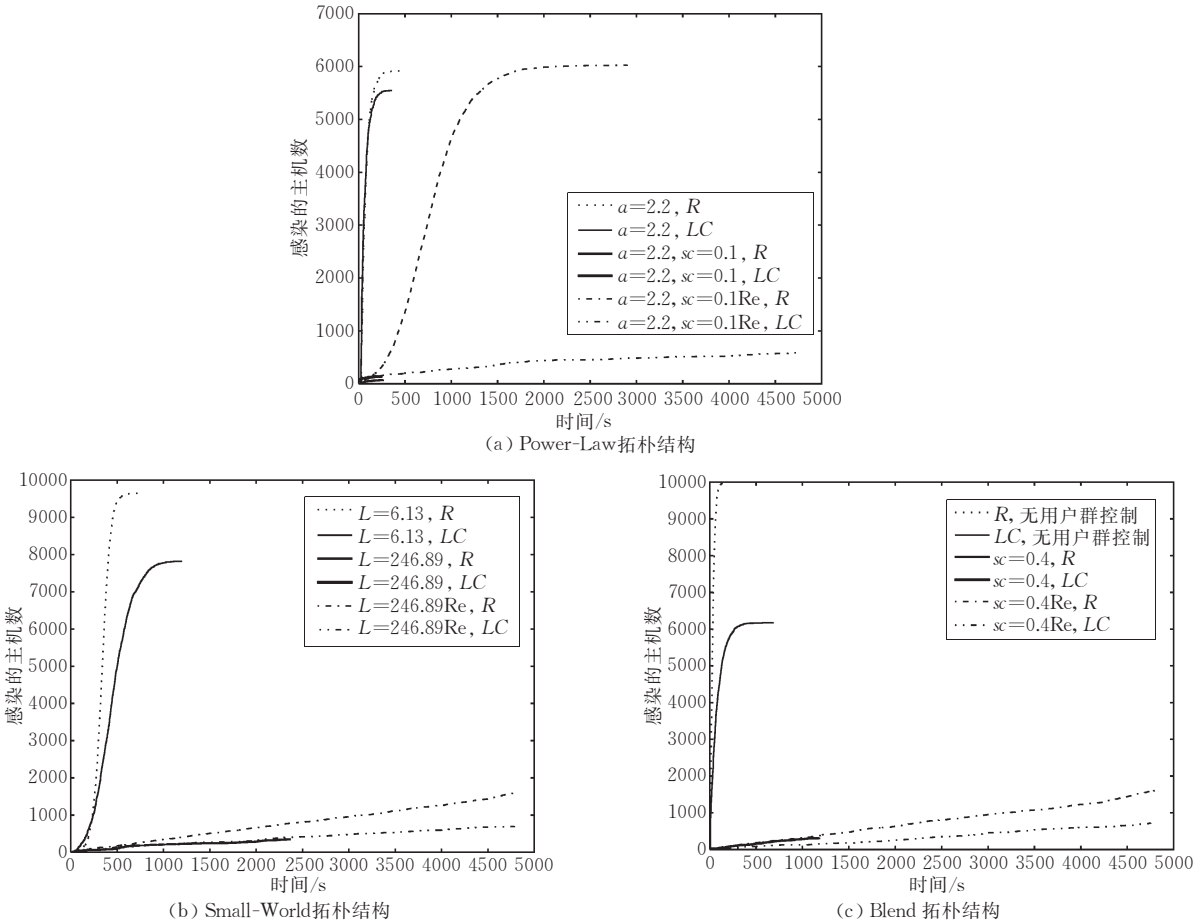 7000
6000
5000
4000
3000
2000
1000
0
感染的主机数
a=2.2, R
a=2.2, LC
a=2.2, sc=0.1, R
a=2.2, sc=0.1, LC
a=2.2, sc=0.1Re, R
a=2.2, sc=0.1Re, LC
0 500 1000 1500 2000 2500 3000 3500 4000 4500 5000
时间/s
(a) Power-Law拓朴结构
10000
9000
8000
7000
6000
5000
4000
3000
2000
1000
0
感染的主机数
L=6.13, R
L=6.13, LC
L=246.89, R
L=246.89, LC
L=246.89Re, R
L=246.89Re, LC
0 500 1000 1500 2000 2500 3000 3500 4000 4500 5000
时间/s
(b) Small-World拓朴结构
10000
9000
8000
7000
6000
5000
4000
3000
2000
1000
0
感染的主机数
R, 无用户群控制
LC, 无用户群控制
sc=0.4, R
sc=0.4, LC
sc=0.4Re, R
sc=0.4Re, LC
0 500 1000 1500 2000 2500 3000 3500 4000 4500 5000
时间/s
(c) Blend 拓朴结构